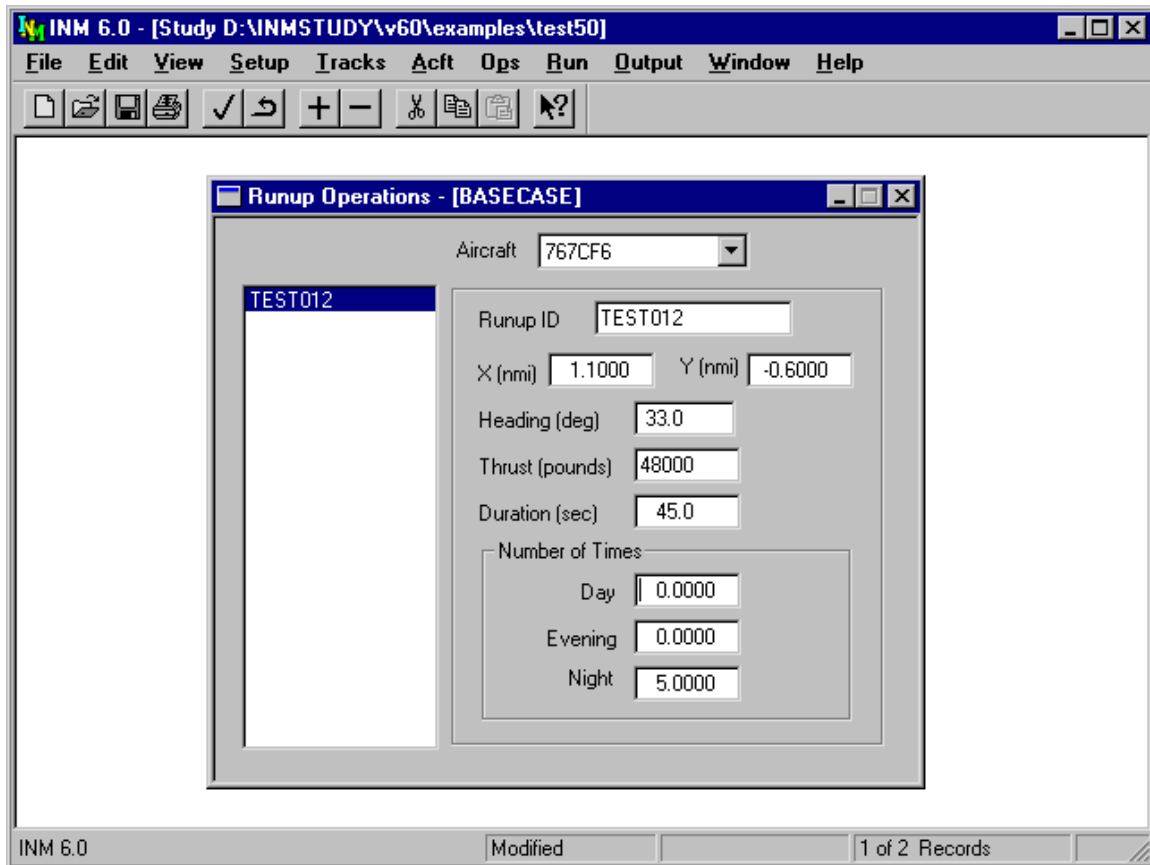 INM 6.0 - [Study D:\INMSTUDY\v60\examples\test50]
File Edit View Setup Tracks Acft Ops Run Output Window Help
Runup Operations - [BASECASE]
Aircraft 767CF6
TEST012
Runup ID TEST012
X (nmi) 1.1000 Y (nmi) -0.6000
Heading (deg) 33.0
Thrust (pounds) 48000
Duration (sec) 45.0
Number of Times
Day 0.0000
Evening 0.0000
Night 5.0000
INM 6.0 Modified 1 of 2 Records